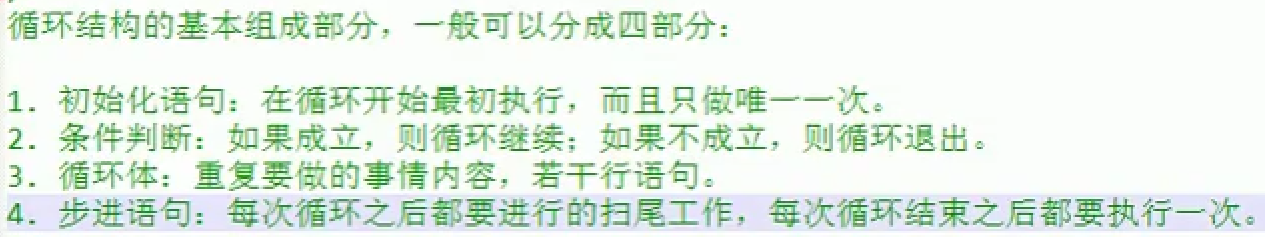 循环结构的基本组成部分，一般可以分成四部分：
1. 初始化语句：在循环开始最初执行，而且只做唯一一次。
2. 条件判断：如果成立，则循环继续；如果不成立，则循环退出。
3. 循环体：重复要做的事情内容，若干行语句。
4. 步进语句：每次循环之后都要进行的扫尾工作，每次循环结束之后都要执行一次。